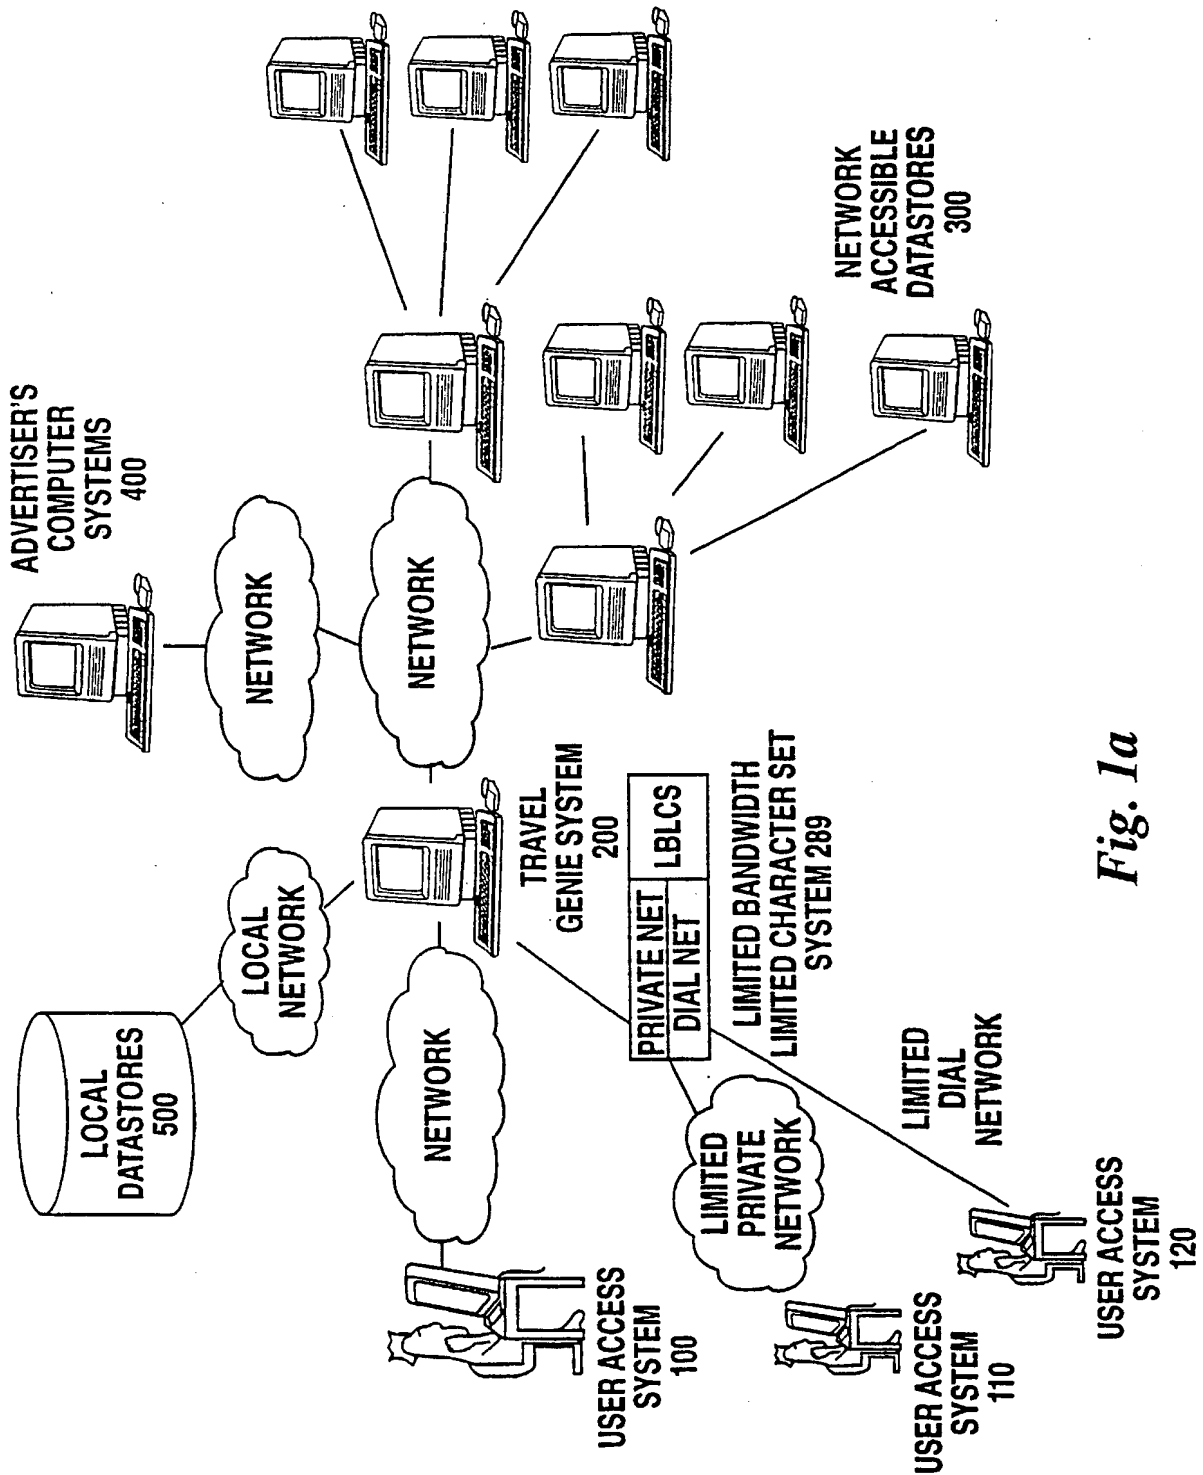 LOCAL
DATASTORES
500
ADVERTISER'S
COMPUTER
SYSTEMS
400
LOCAL
NETWORK
NETWORK
NETWORK
NETWORK
TRAVEL
GENIE SYSTEM
200
NETWORK
ACCESSIBLE
DATASTORES
300
USER ACCESS
SYSTEM
100
PRIVATE NET
DIAL NET
LBLCS
LIMITED BANDWIDTH
LIMITED CHARACTER SET
SYSTEM 289
LIMITED
PRIVATE
NETWORK
LIMITED
DIAL
NETWORK
USER ACCESS
SYSTEM
110
USER ACCESS
SYSTEM
120
Fig. 1a